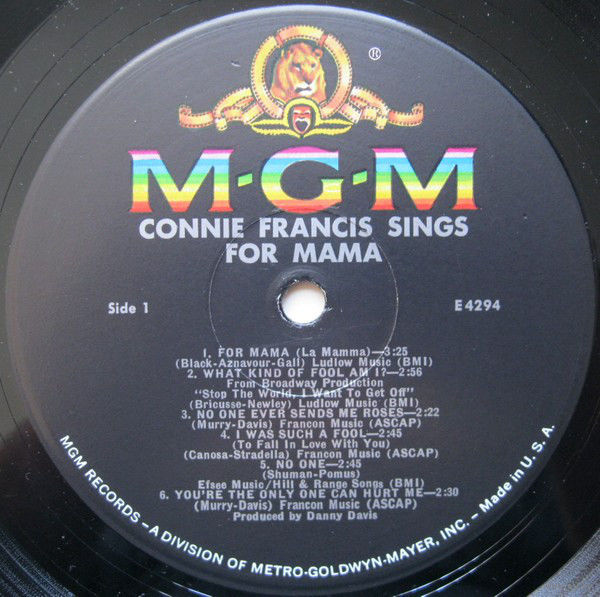 ®
M·G·M
CONNIE FRANCIS SINGS
FOR MAMA
Side 1
E 4294
1. FOR MAMA (La Mamma)—3:25
(Black-Aznavour-Gall) Ludlow Music (BMI)
2. WHAT KIND OF FOOL AM I?—2:56
From Broadway Production
"Stop The World, I Want To Get Off"
(Bricusse-Newley) Ludlow Music (BMI)
3. NO ONE EVER SENDS ME ROSES—2:22
(Murry-Davis) Francon Music (ASCAP)
4. I WAS SUCH A FOOL—2:45
(To Fall In Love With You)
(Canosa-Stradella) Francon Music (ASCAP)
5. NO ONE—2:45
(Shuman-Pomus)
Efsee Music/Hill & Range Songs (BMI)
6. YOU'RE THE ONLY ONE CAN HURT ME—2:30
(Murry-Davis) Francon Music (ASCAP)
Produced by Danny Davis
MGM RECORDS – A DIVISION OF METRO-GOLDWYN-MAYER, INC. – Made in U. S. A.